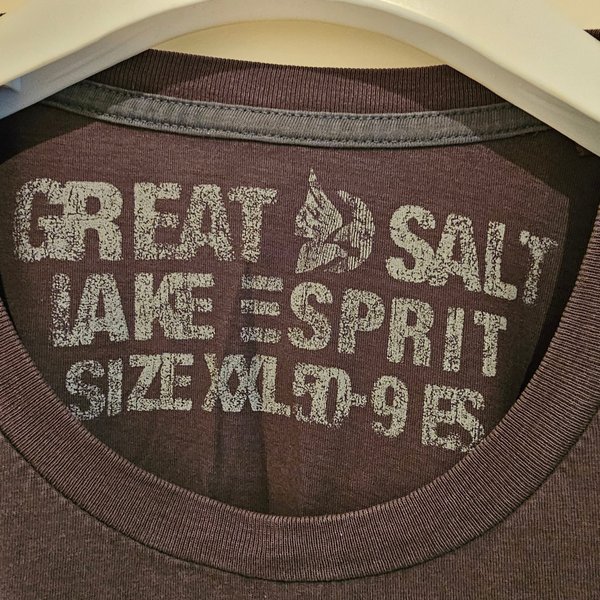 GREAT SALT
LAKE ESPRIT
SIZE XXL 50-9 ES